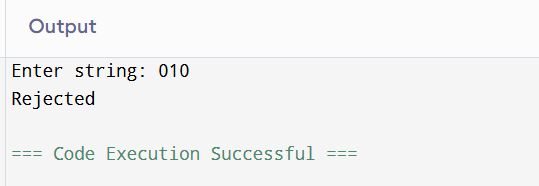 Output
Enter string: 010
Rejected
=== Code Execution Successful ===